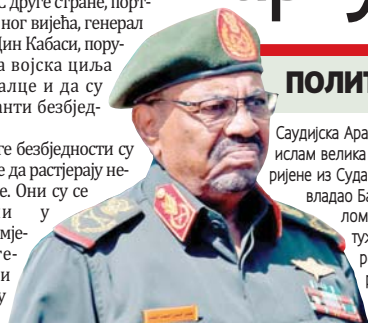 С друге стране, порт-
ног вијећа, генерал
Дин Кабаси, пору-
а војска циља
алце и да су
анти безбјед-
ге безбједности су
е да растјерају не-
е. Они су се
и у
мје-
ге-
и
у
ПОЛИТ
Саудијска Ара
ислам велика
ријене из Суда
владао Ба
лом
тух
р
р